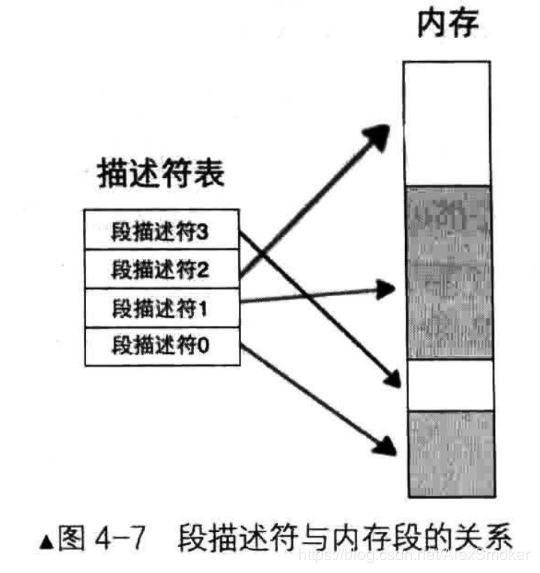 内存
描述符表
段描述符3
段描述符2
段描述符1
段描述符0
▲图 4-7 段描述符与内存段的关系
https://blog.csdn.net/AlexSmoker